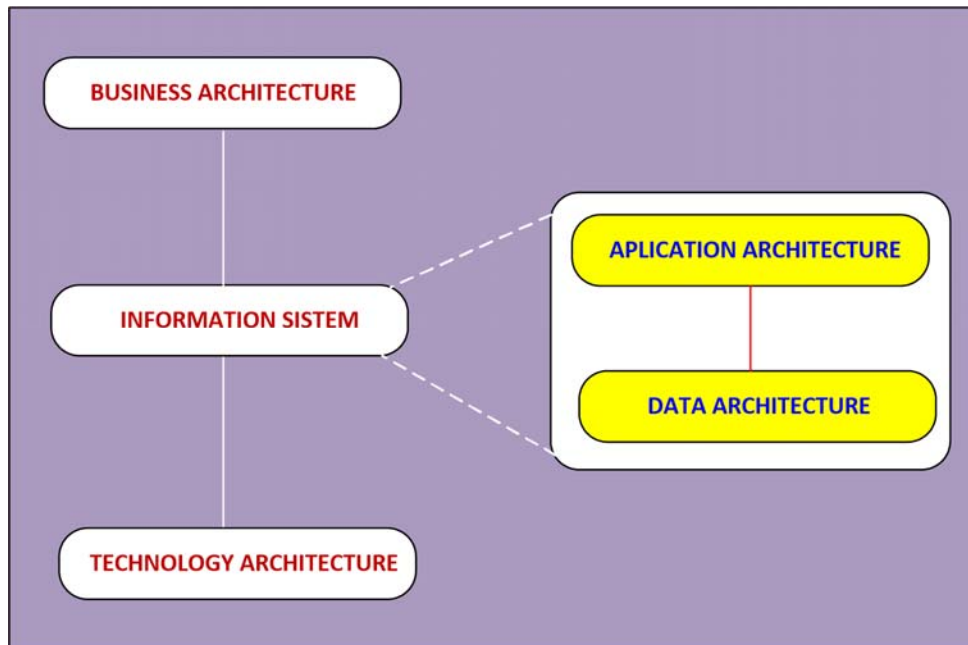 BUSINESS ARCHITECTURE
INFORMATION SISTEM
TECHNOLOGY ARCHITECTURE
APLICATION ARCHITECTURE
DATA ARCHITECTURE